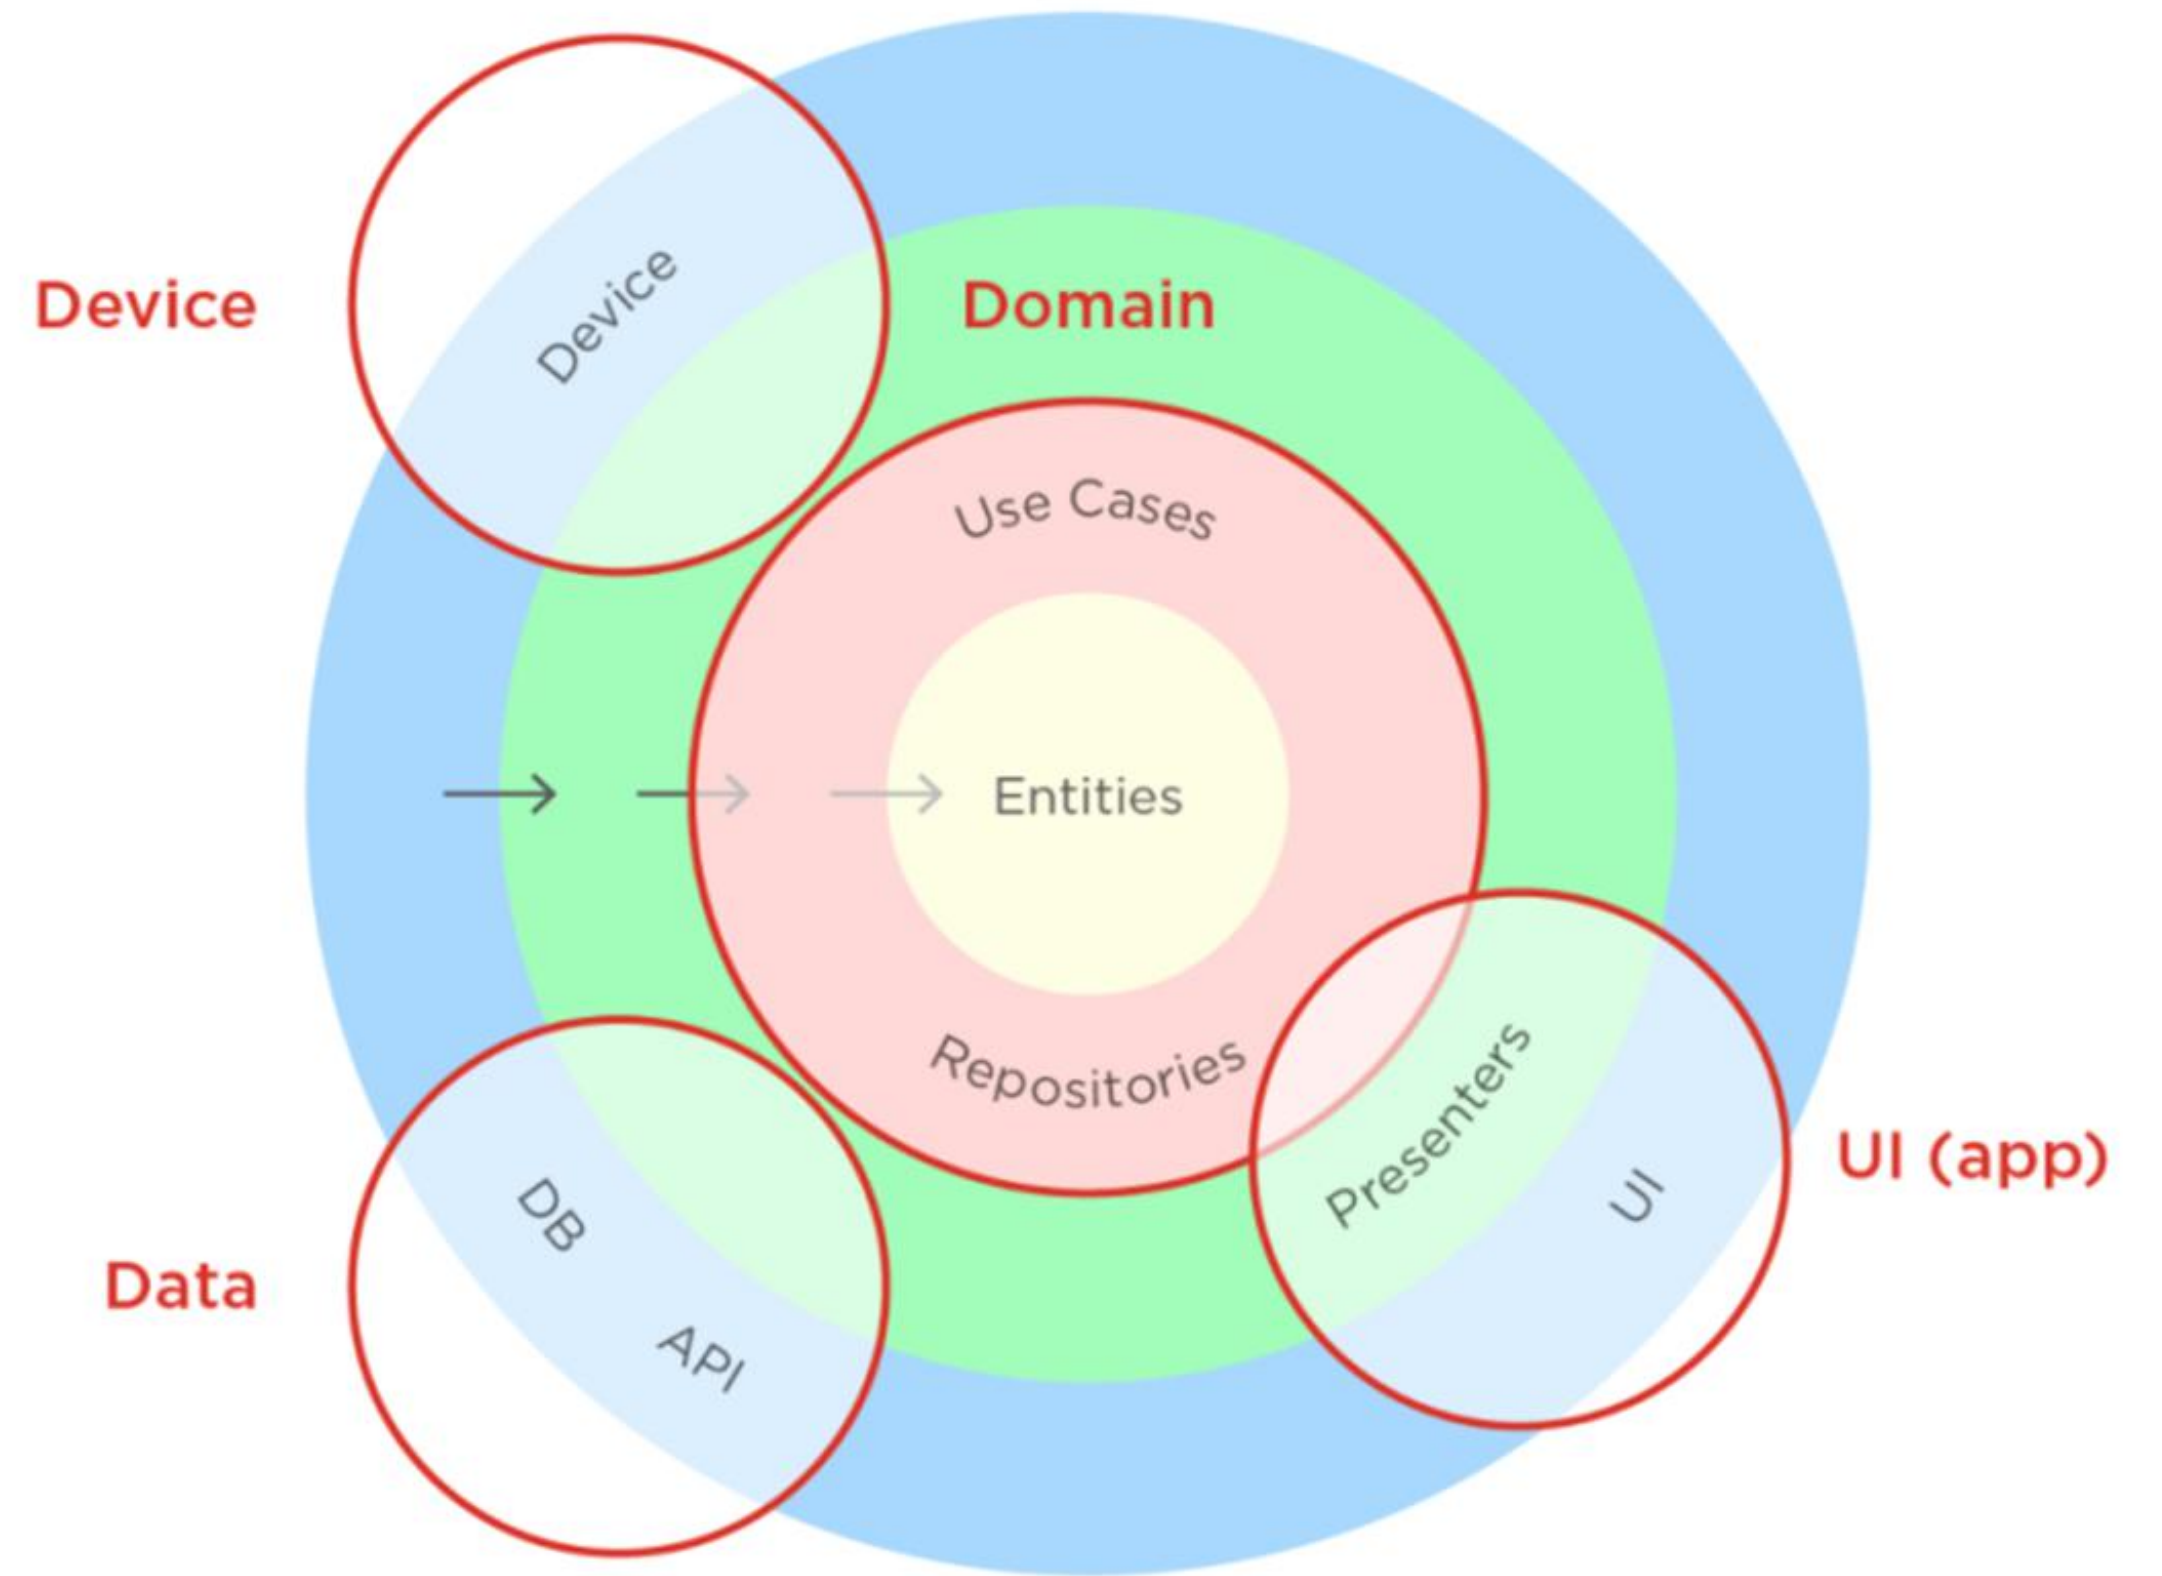 Device
Device
Domain
Use Cases
Entities
Repositories
Presenters
UI
UI (app)
DB
API
Data